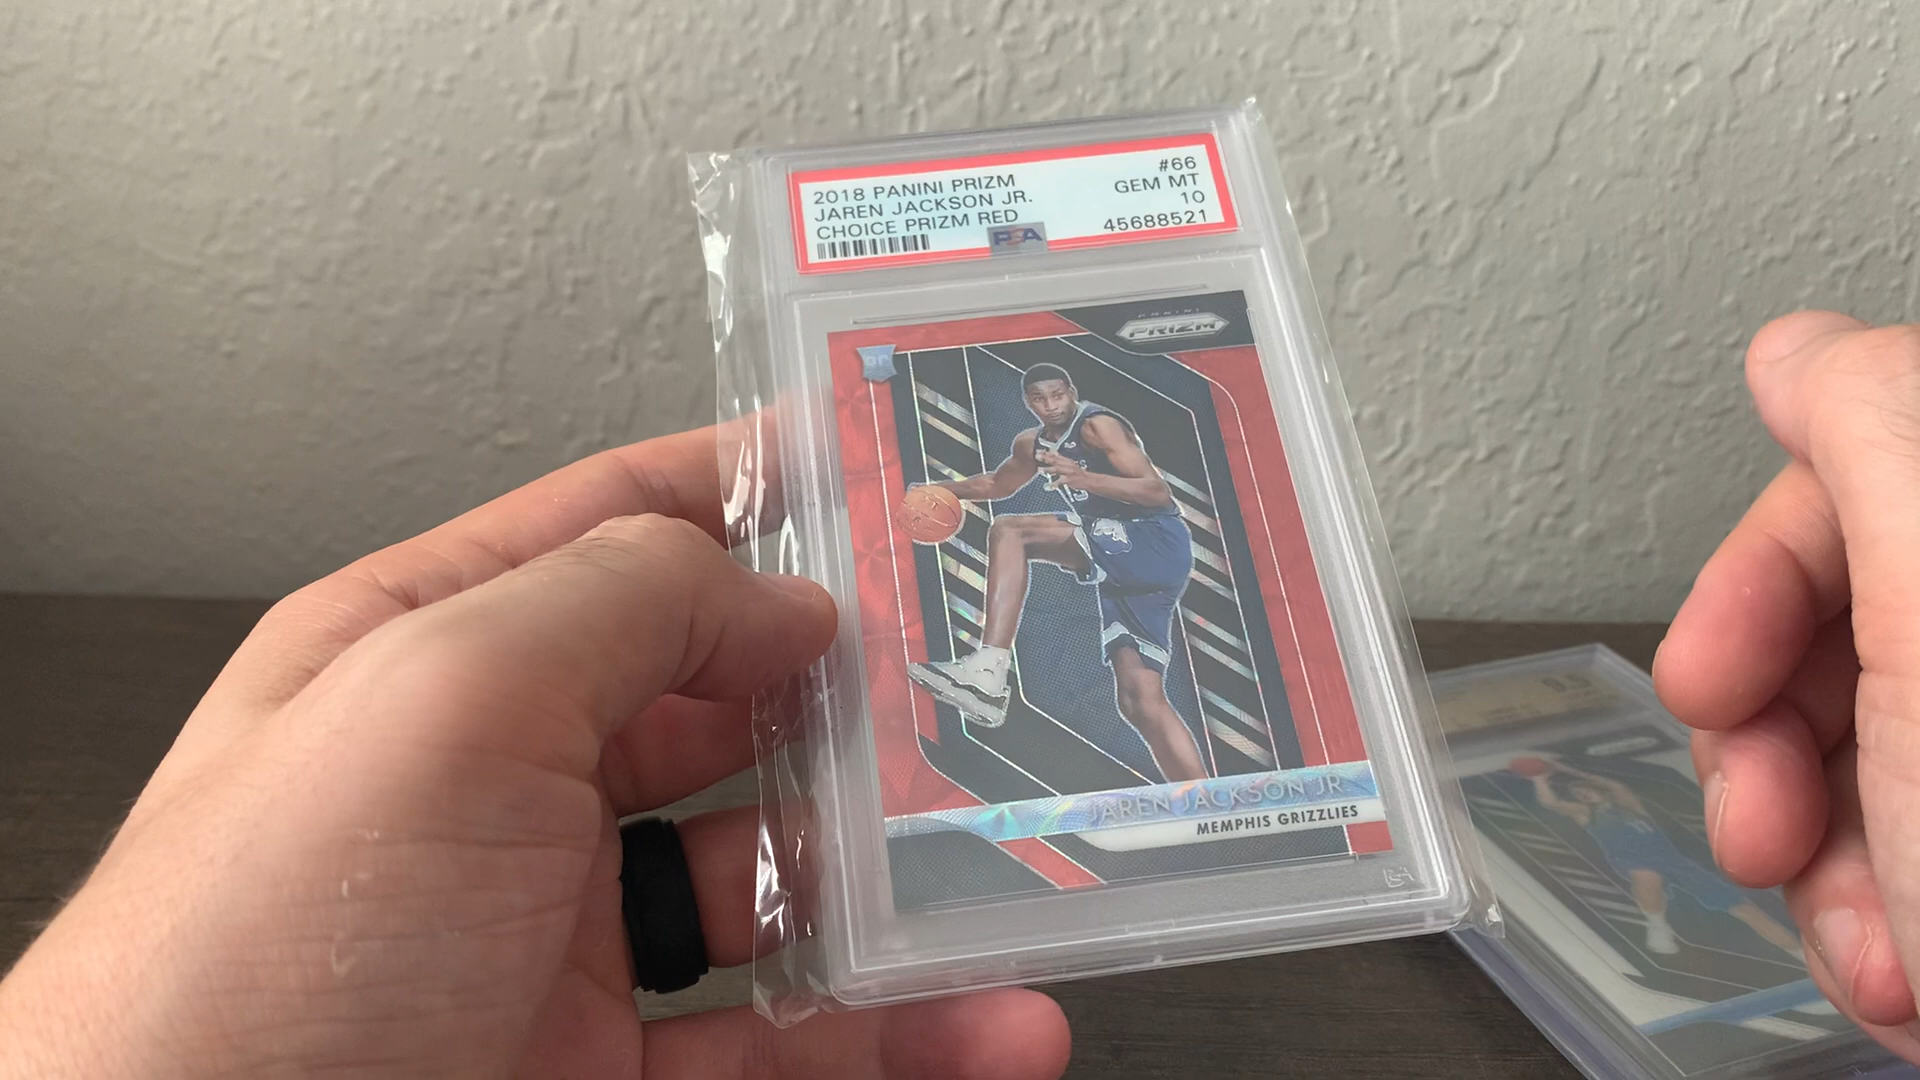 2018 PANINI PRIZM
JAREN JACKSON JR.
CHOICE PRIZM RED
#66
GEM MT
10
45688521
PSA
PANINI
PRIZM
RC
JAREN JACKSON JR.
MEMPHIS GRIZZLIES